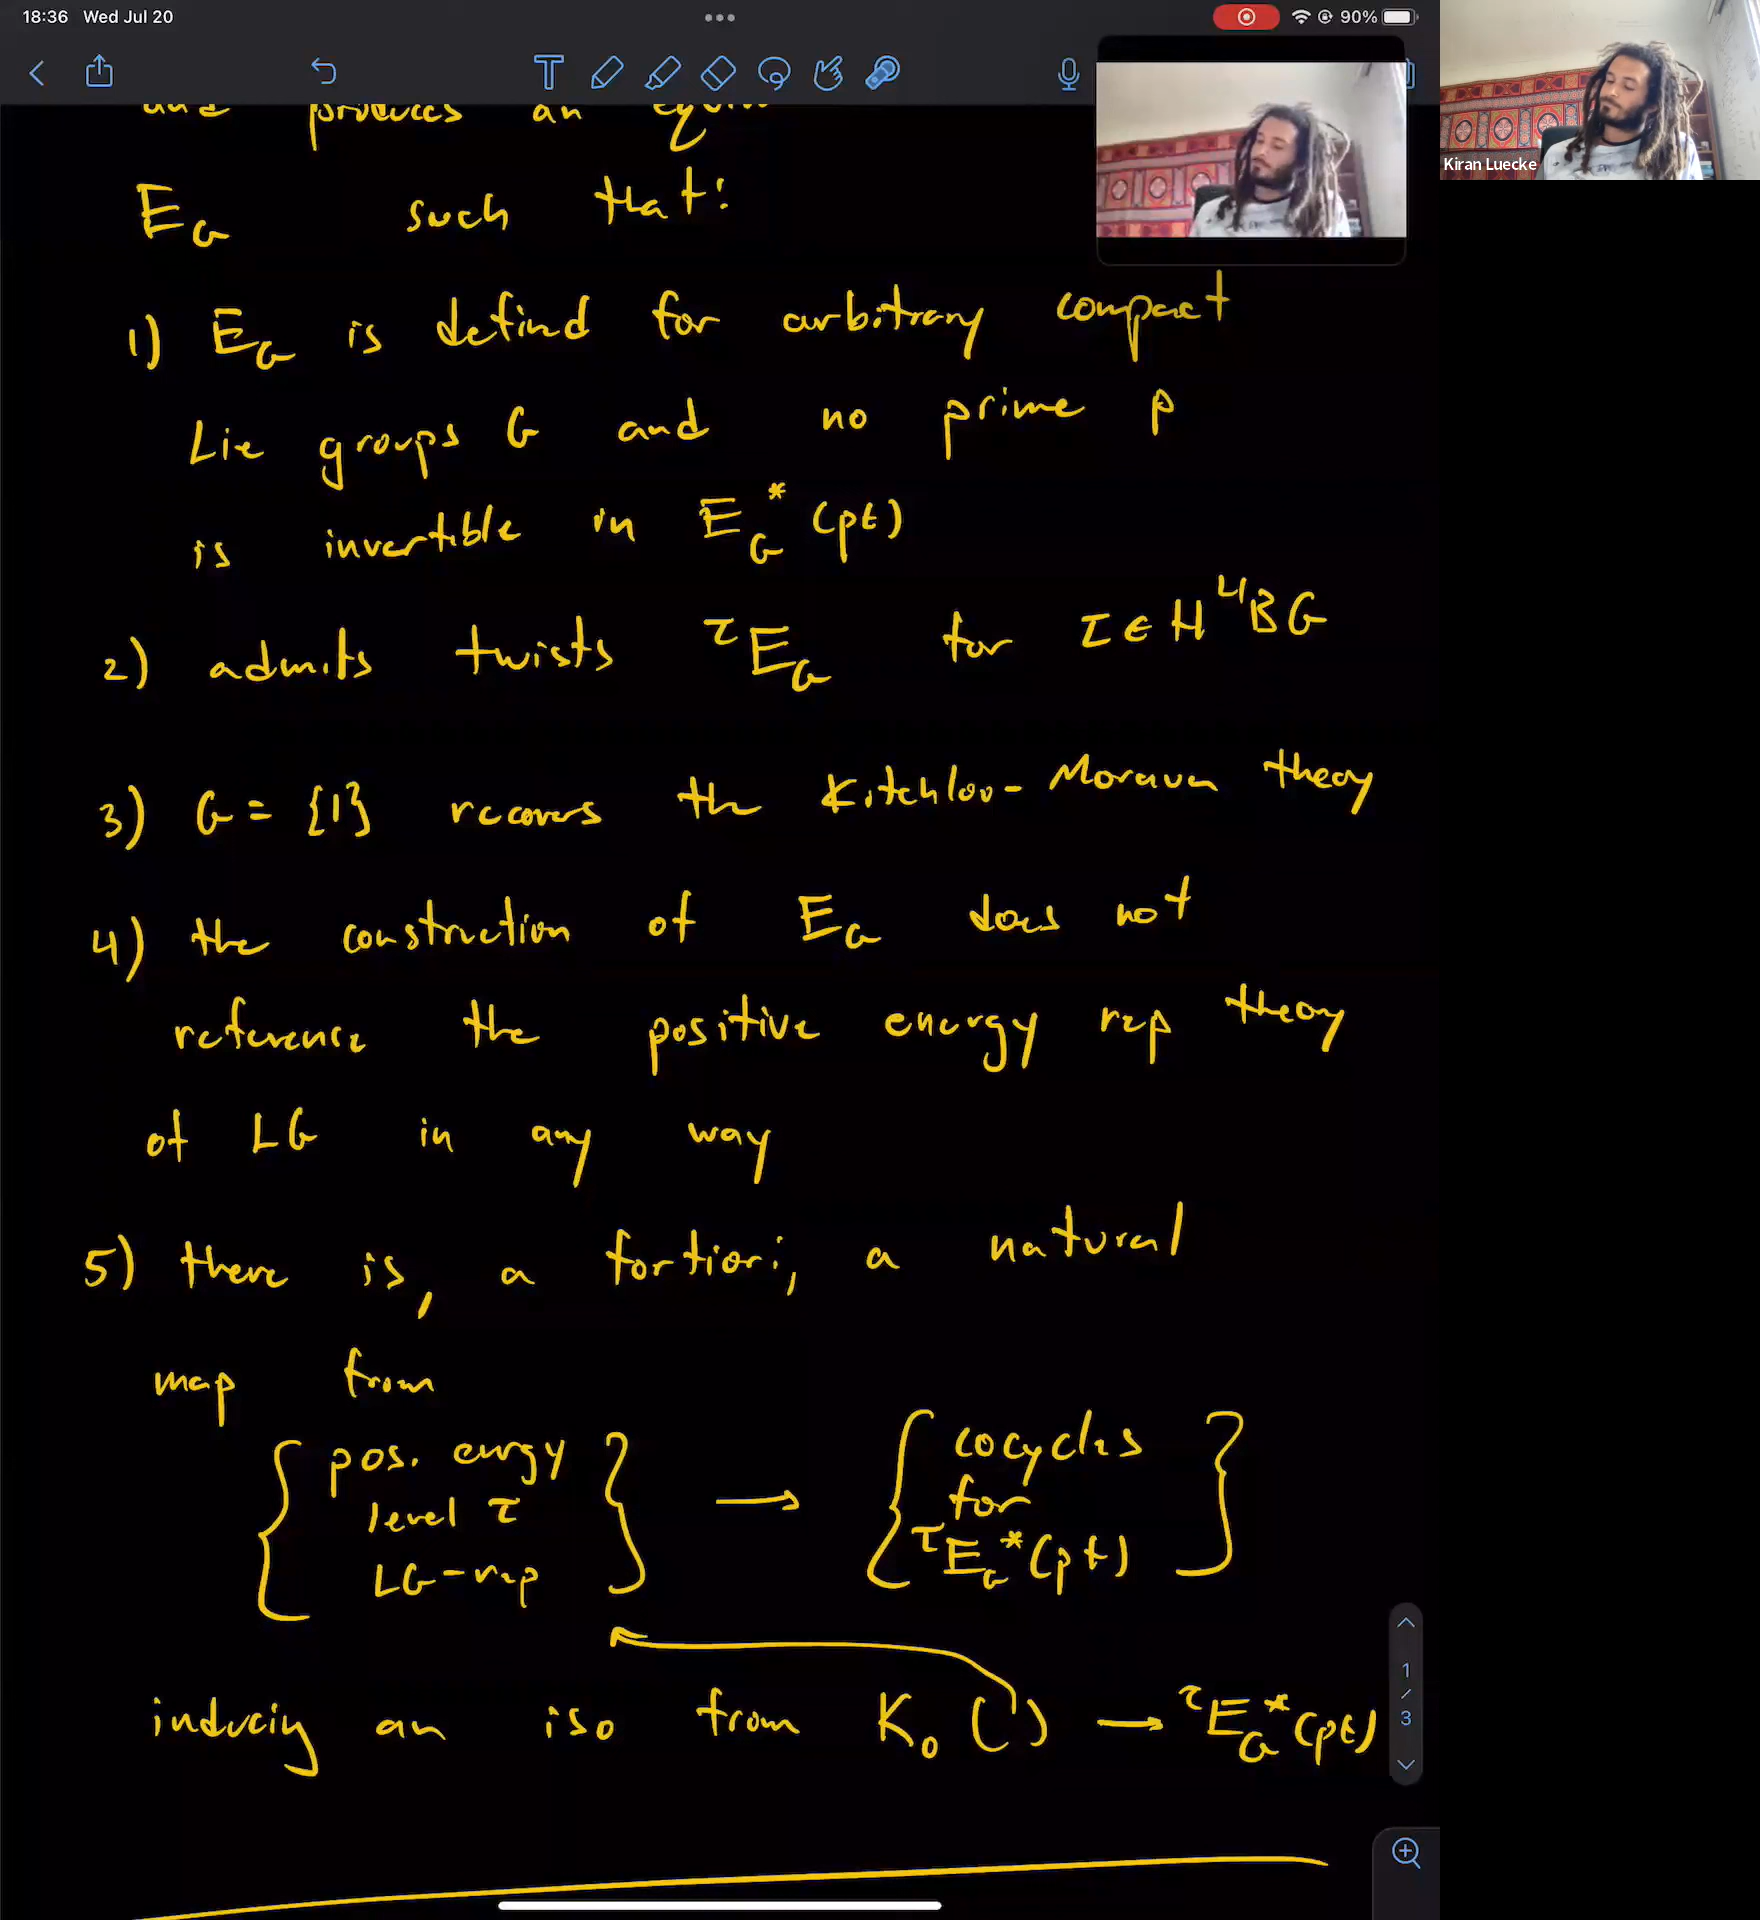 18:36 Wed Jul 20
90%
Kiran Luecke
and produces an
E_G such that:
1) E_G is defind for arbitrary compact
Lie groups G and no prime p
is invertible in E_G^*(pt)
2) admits twists ^τE_G for τ ∈ H^4BG
3) G = {1} recovers the Kitchloo-Morava theory
4) the construction of E_G does not
reference the positive energy rep theory
of LG in any way
5) there is, a fortiori, a natural
map from
{ pos. energy level τ LG-rep } → { cocycles for ^τE_G^*(pt) }
inducing an iso from K_0( ) → ^τE_G^*(pt)
1/3